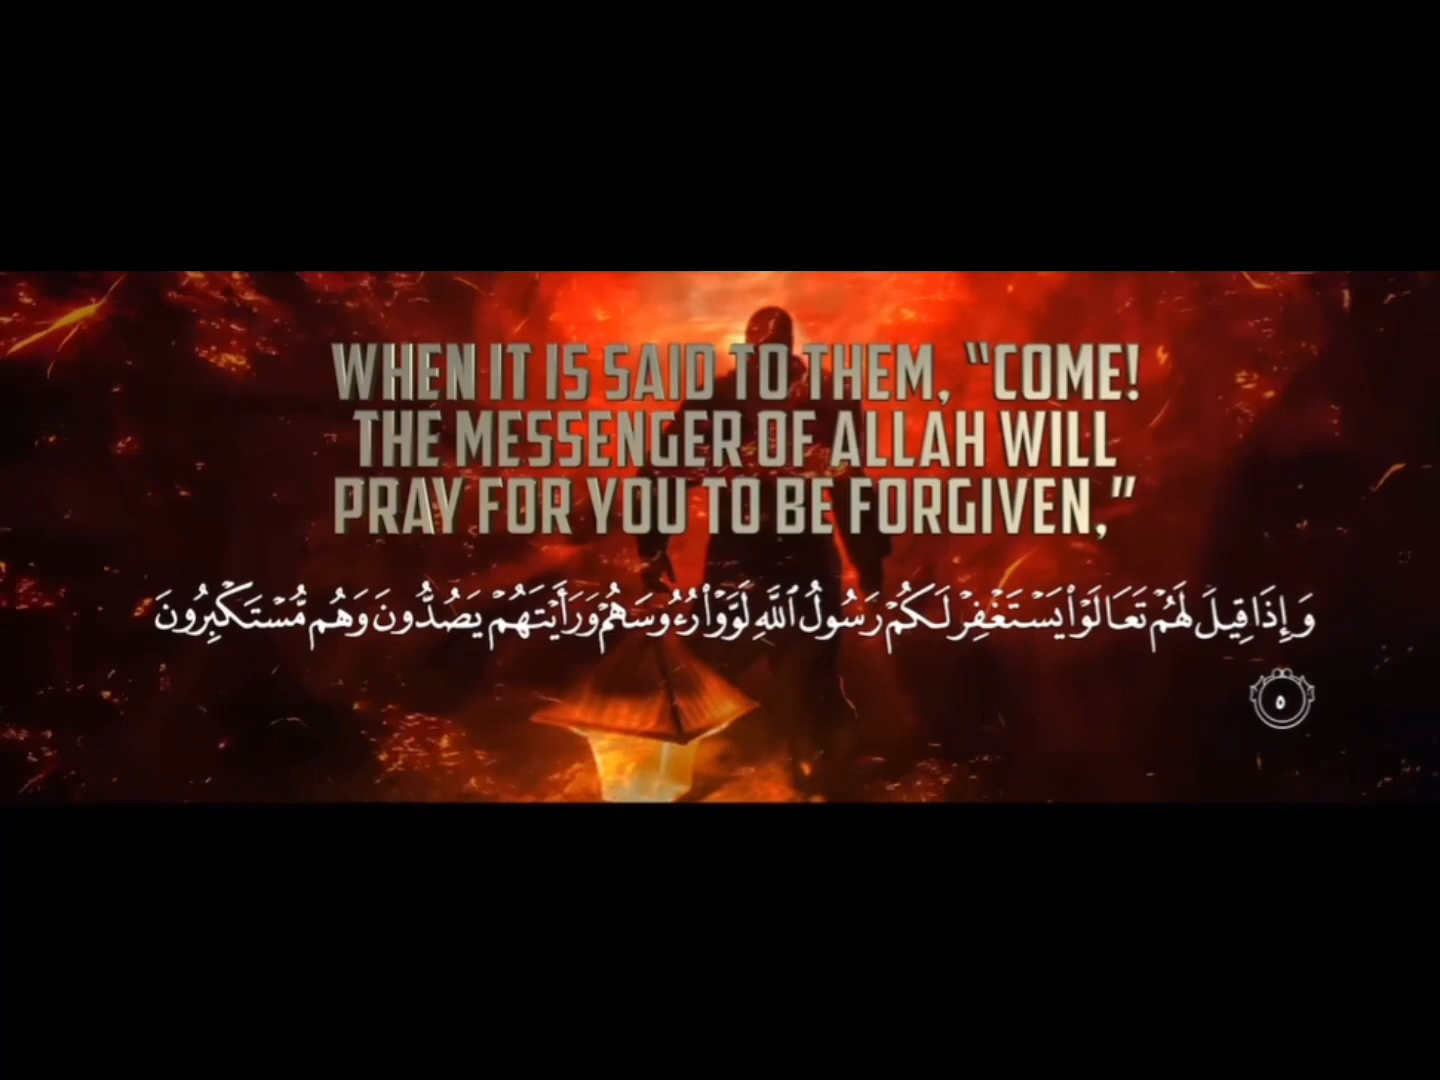 WHEN IT IS SAID TO THEM, “COME!
THE MESSENGER OF ALLAH WILL
PRAY FOR YOU TO BE FORGIVEN,”
وَإِذَا قِيلَ لَهُمْ تَعَالَوْا۟ يَسْتَغْفِرْ لَكُمْ رَسُولُ ٱللَّهِ لَوَّوْا۟ رُءُوسَهُمْ وَرَأَيْتَهُمْ يَصُدُّونَ وَهُم مُّسْتَكْبِرُونَ
٥